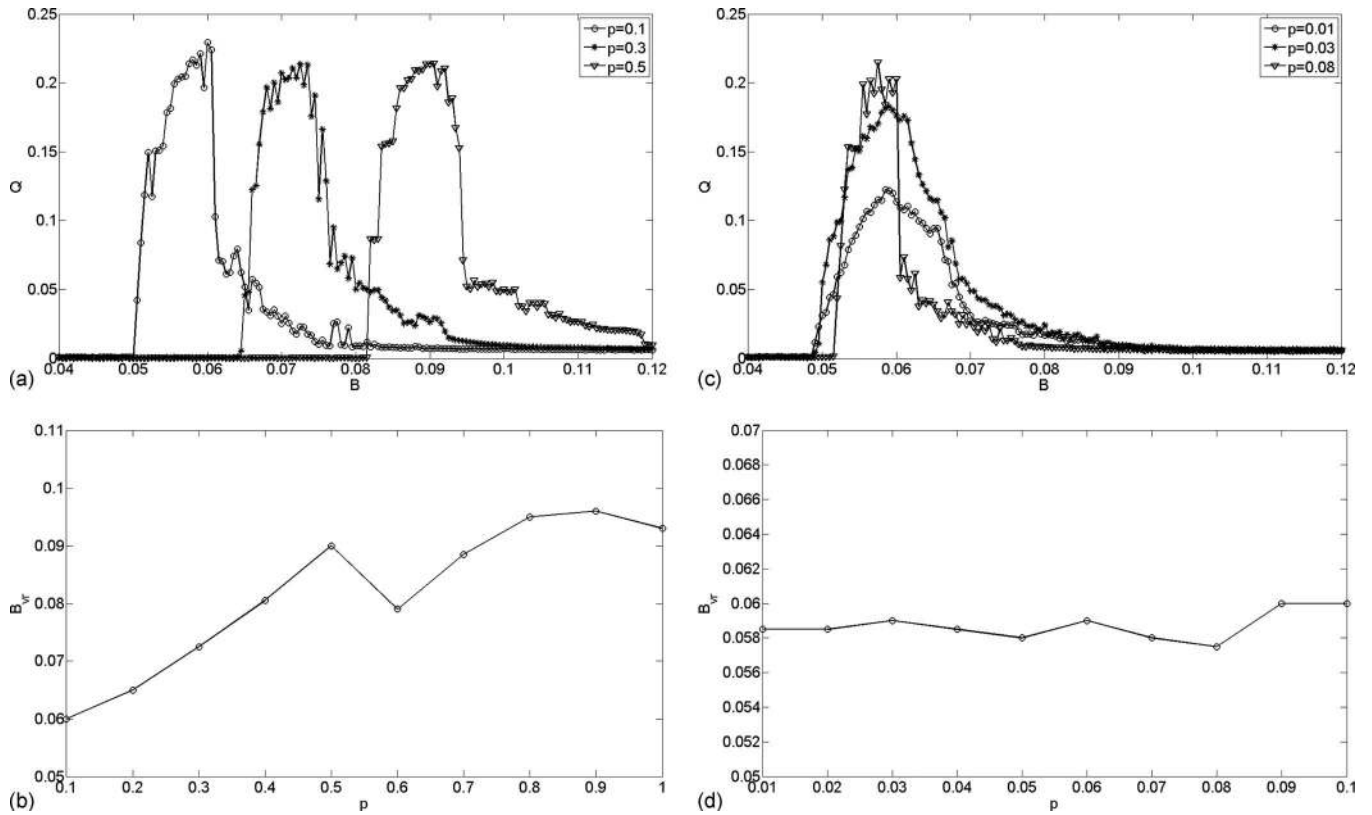 0.25
0.2
0.15
0.1
0.05
0
Q
p=0.1
p=0.3
p=0.5
0.04 0.05 0.06 0.07 0.08 0.09 0.1 0.11 0.12
B
(a)
0.25
0.2
0.15
0.1
0.05
0
Q
p=0.01
p=0.03
p=0.08
0.04 0.05 0.06 0.07 0.08 0.09 0.1 0.11 0.12
B
(c)
0.11
0.1
0.09
0.08
0.07
0.06
0.05
Bvr
0.1 0.2 0.3 0.4 0.5 0.6 0.7 0.8 0.9 1
p
(b)
0.07
0.068
0.066
0.064
0.062
0.06
0.058
0.056
0.054
0.052
0.05
Bvr
0.01 0.02 0.03 0.04 0.05 0.06 0.07 0.08 0.09 0.1
p
(d)